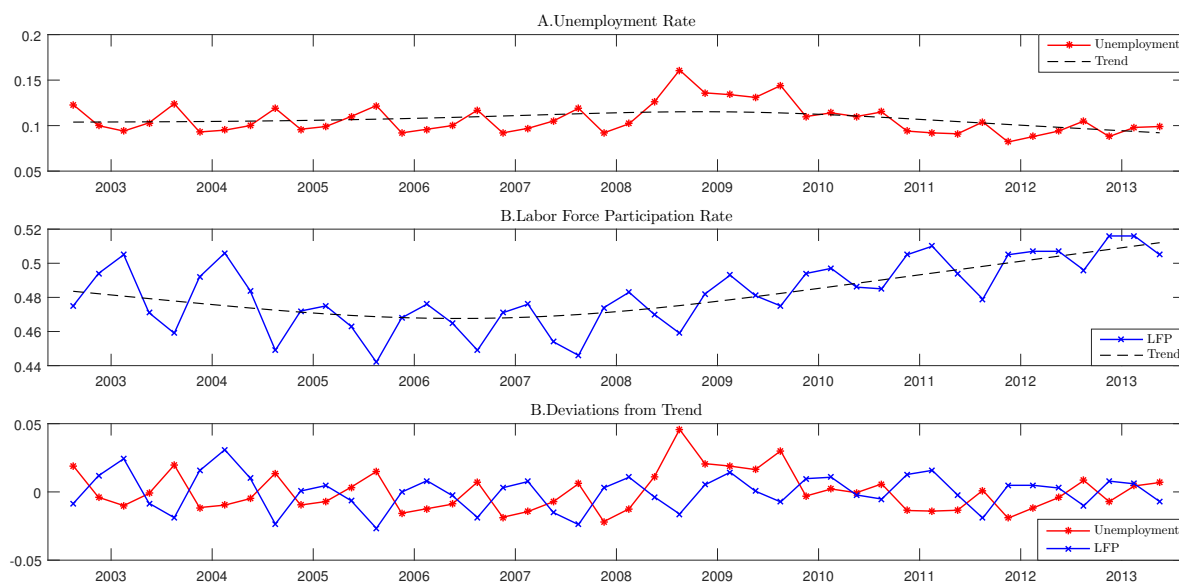 A.Unemployment Rate
0.2
0.15
0.1
0.05
Unemployment
Trend
2003 2004 2005 2006 2007 2008 2009 2010 2011 2012 2013
B.Labor Force Participation Rate
0.52
0.5
0.48
0.46
0.44
LFP
Trend
2003 2004 2005 2006 2007 2008 2009 2010 2011 2012 2013
B.Deviations from Trend
0.05
0
-0.05
Unemployment
LFP
2003 2004 2005 2006 2007 2008 2009 2010 2011 2012 2013